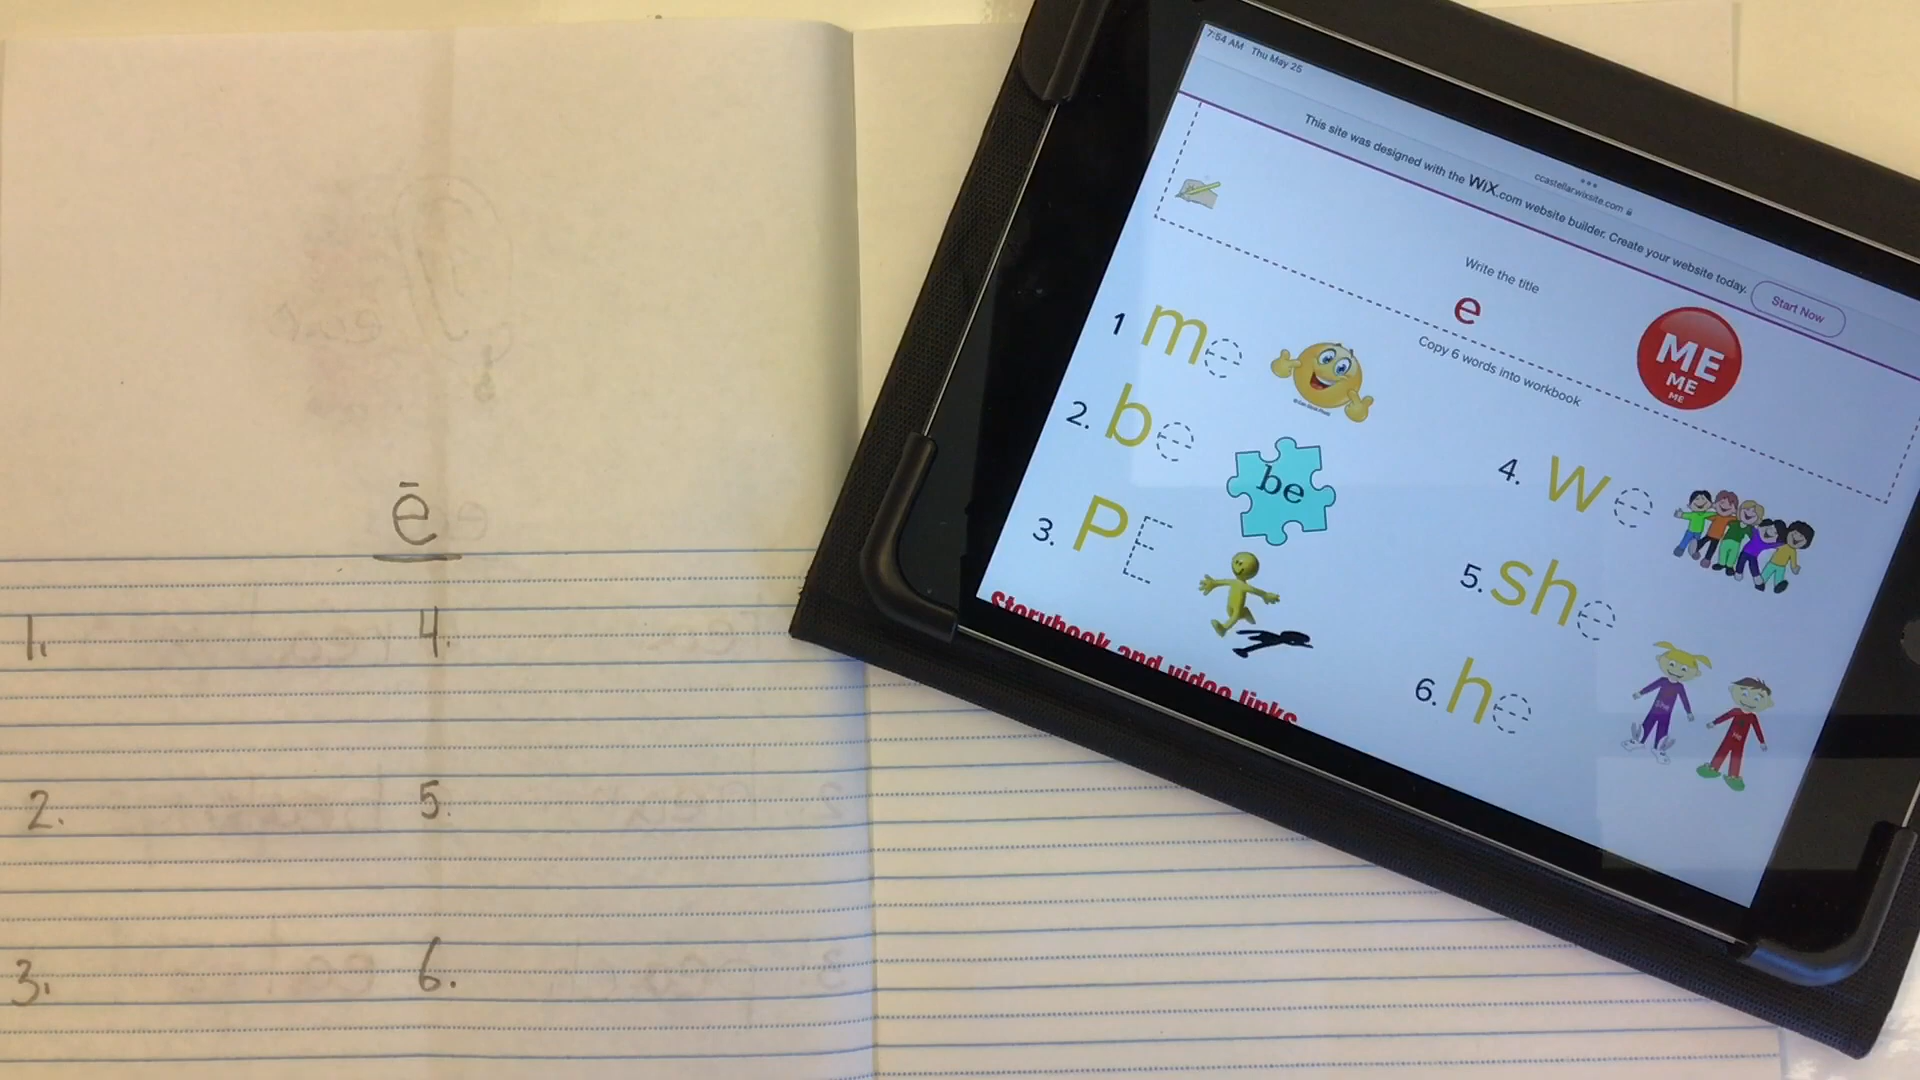 ē
1.
4.
2.
5.
3.
6.
7:54 AM Thu May 25
ccastellar.wixsite.com
This site was designed with the WiX.com website builder. Create your website today. Start Now
Write the title
e
ME
ME
ME
Copy 6 words into workbook
1 me
2. be
be
3. PE
4. we
5. she
6. he
Storybook and video links